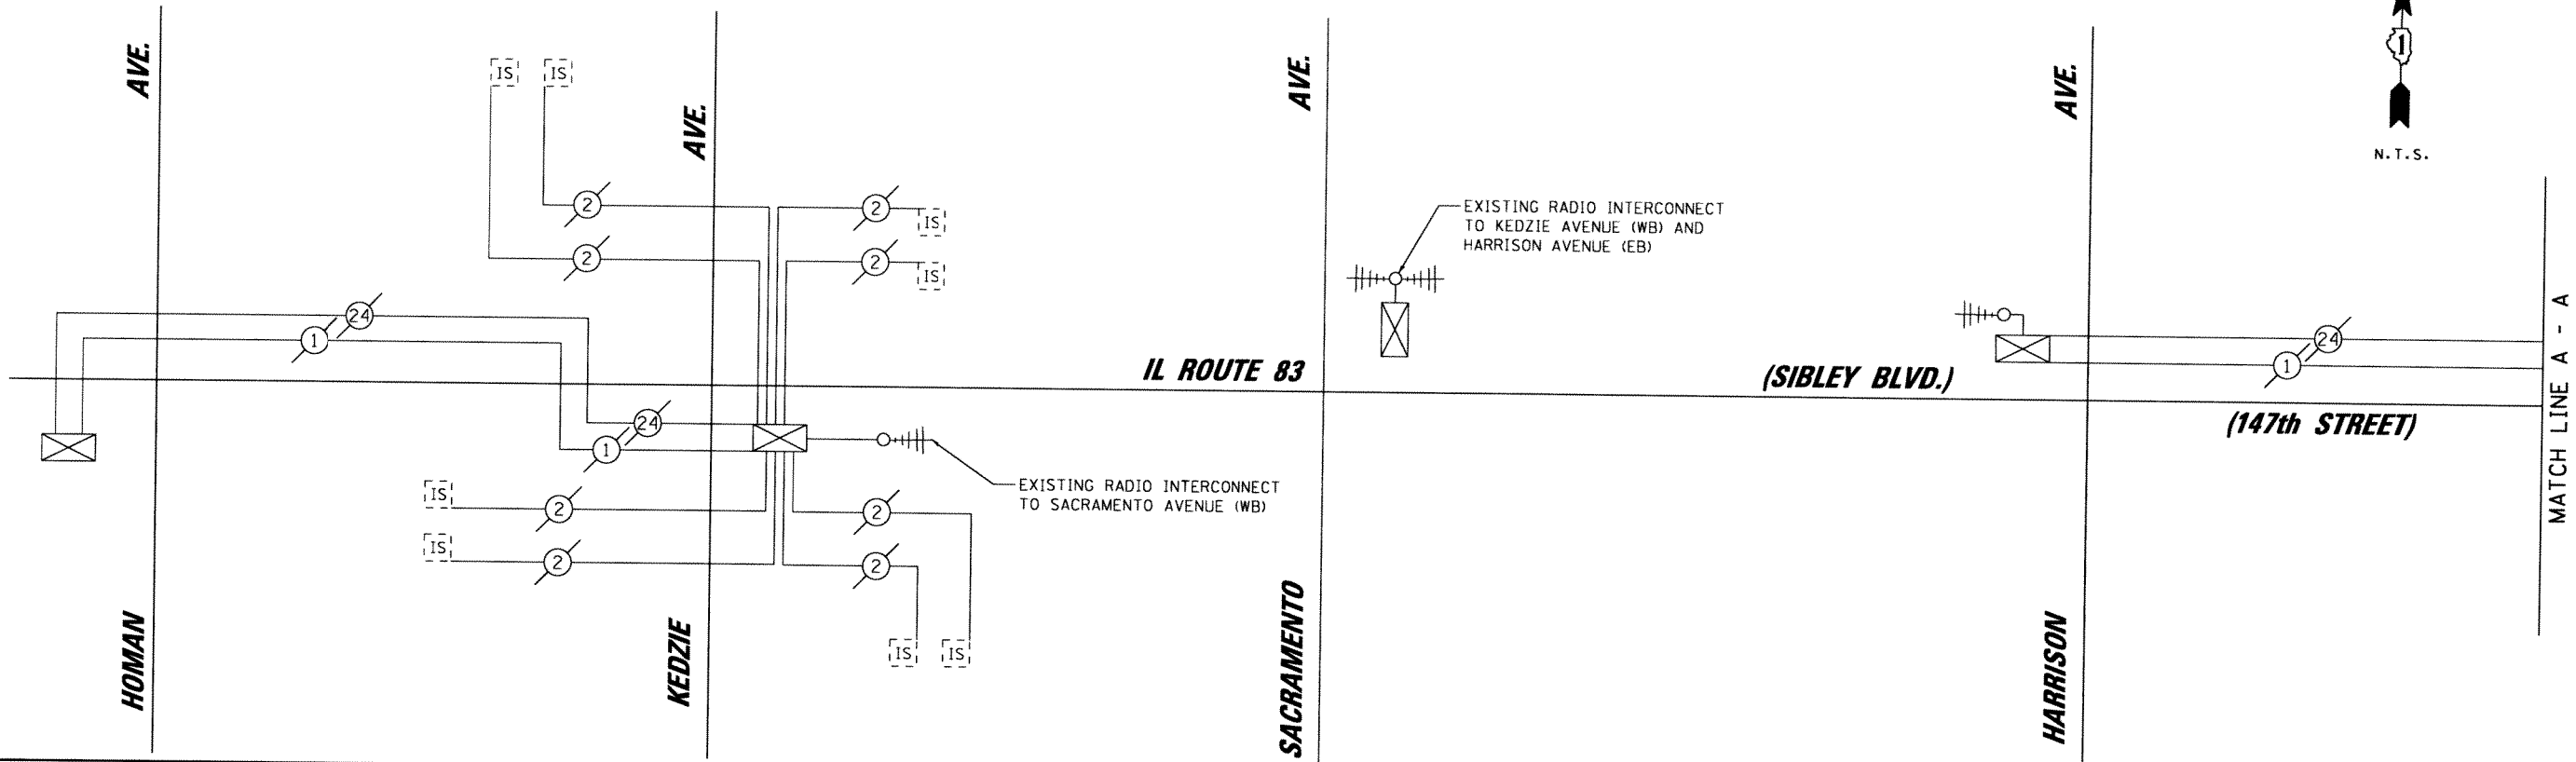 AVE.
AVE.
AVE.
AVE.
1
N.T.S.
IS
IS
2
2
IS
2
2
IS
EXISTING RADIO INTERCONNECT
TO KEDZIE AVENUE (WB) AND
HARRISON AVENUE (EB)
24
1
24
1
IL ROUTE 83
(SIBLEY BLVD.)
(147th STREET)
24
1
MATCH LINE A - A
EXISTING RADIO INTERCONNECT
TO SACRAMENTO AVENUE (WB)
IS
2
2
IS
2
2
IS
IS
HOMAN
KEDZIE
SACRAMENTO
HARRISON